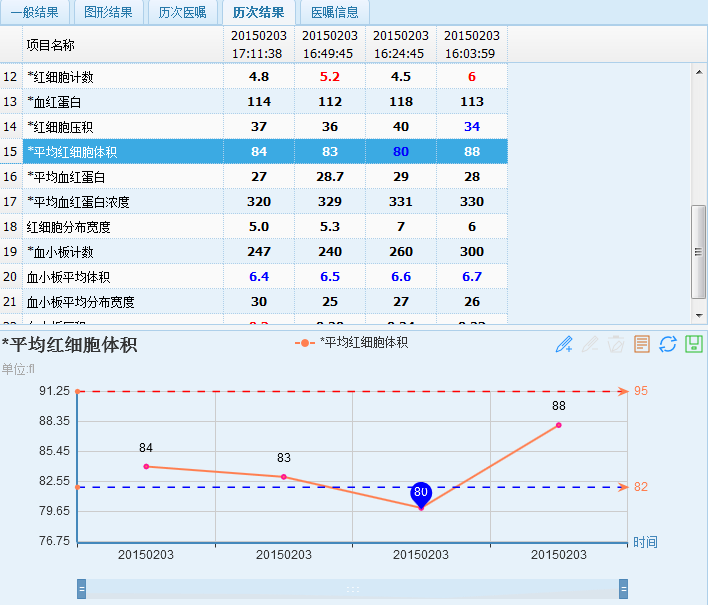 一般结果 图形结果 历次医嘱 历次结果 医嘱信息
项目名称 20150203 17:11:38 20150203 16:49:45 20150203 16:24:45 20150203 16:03:59
12 *红细胞计数 4.8 5.2 4.5 6
13 *血红蛋白 114 112 118 113
14 *红细胞压积 37 36 40 34
15 *平均红细胞体积 84 83 80 88
16 *平均血红蛋白 27 28.7 29 28
17 *平均血红蛋白浓度 320 329 331 330
18 红细胞分布宽度 5.0 5.3 7 6
19 *血小板计数 247 240 260 300
20 血小板平均体积 6.4 6.5 6.6 6.7
21 血小板平均分布宽度 30 25 27 26
*平均红细胞体积
*平均红细胞体积
单位:fl
91.25 95
88
88.35
84
83
85.45
82.55 82
80
79.65
76.75 时间
20150203 20150203 20150203 20150203